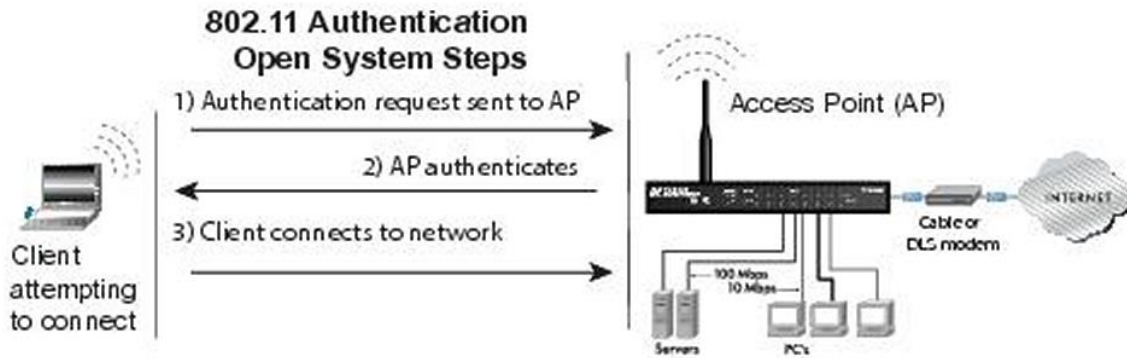 802.11 Authentication
Open System Steps
1) Authentication request sent to AP
2) AP authenticates
3) Client connects to network
Client
attempting
to connect
Access Point (AP)
INTERNET
Cable or
DLS modem
100 Mbps
10 Mbps
Servers
PC's